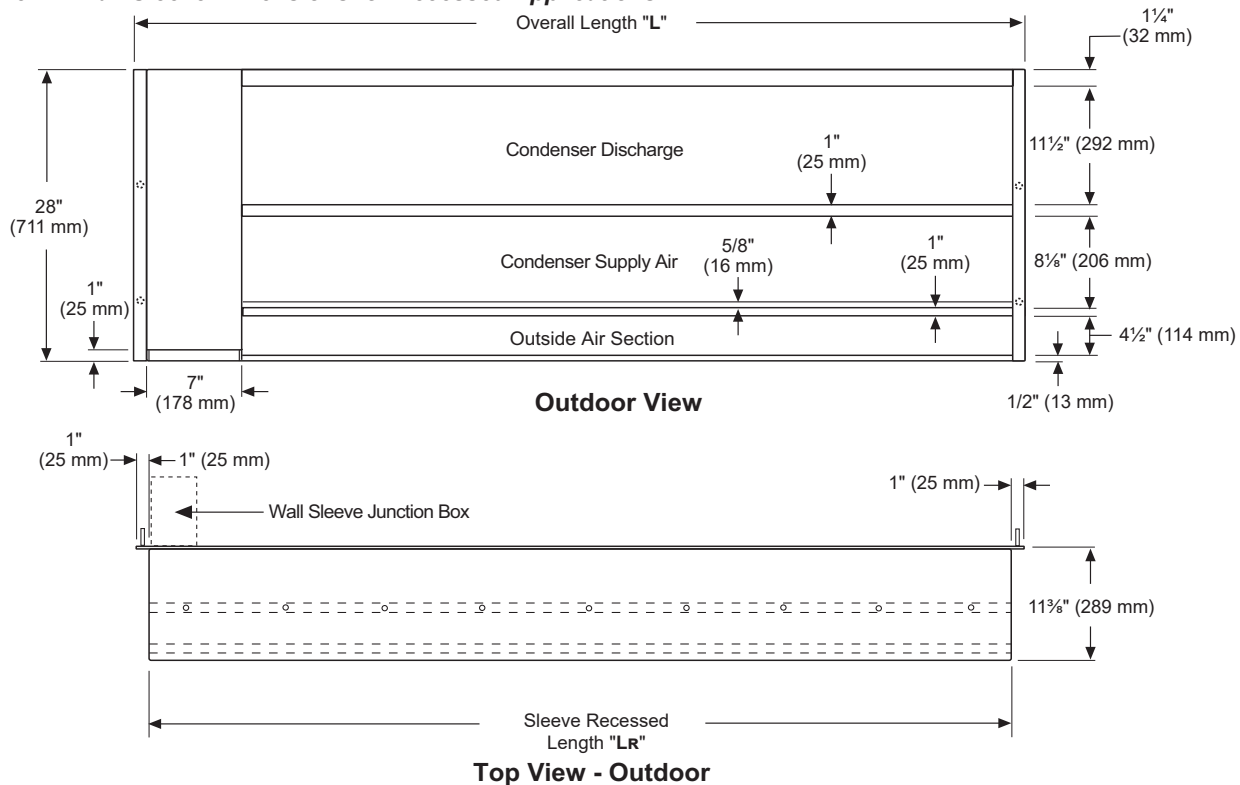 Overall Length "L"
1¼"
(32 mm)
Condenser Discharge
1"
(25 mm)
11½" (292 mm)
28"
(711 mm)
Condenser Supply Air
5/8"
(16 mm)
1"
(25 mm)
8⅛" (206 mm)
1"
(25 mm)
Outside Air Section
4½" (114 mm)
7"
(178 mm)
Outdoor View
1/2" (13 mm)
1"
(25 mm)
1" (25 mm)
1" (25 mm)
Wall Sleeve Junction Box
11⅜" (289 mm)
Sleeve Recessed
Length "LR"
Top View - Outdoor